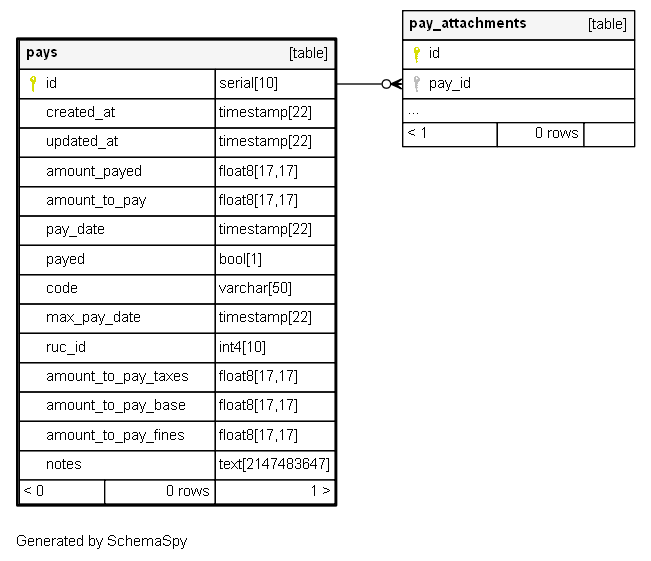 pays [table]
id serial[10]
created_at timestamp[22]
updated_at timestamp[22]
amount_payed float8[17,17]
amount_to_pay float8[17,17]
pay_date timestamp[22]
payed bool[1]
code varchar[50]
max_pay_date timestamp[22]
ruc_id int4[10]
amount_to_pay_taxes float8[17,17]
amount_to_pay_base float8[17,17]
amount_to_pay_fines float8[17,17]
notes text[2147483647]
< 0 0 rows 1 >
pay_attachments [table]
id
pay_id
...
< 1 0 rows
Generated by SchemaSpy